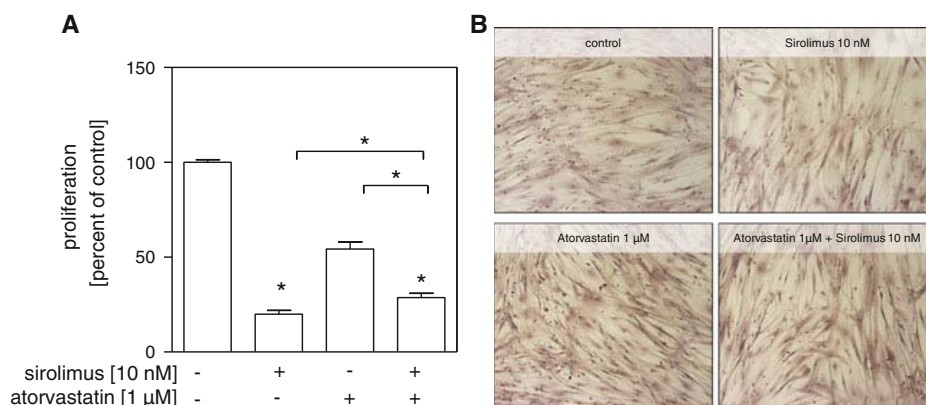 A
150
100
50
0
proliferation
[percent of control]
*
*
*
*
sirolimus [10 nM] - + - +
atorvastatin [1 µM] - - + +
B
control
Sirolimus 10 nM
Atorvastatin 1 µM
Atorvastatin 1µM + Sirolimus 10 nM